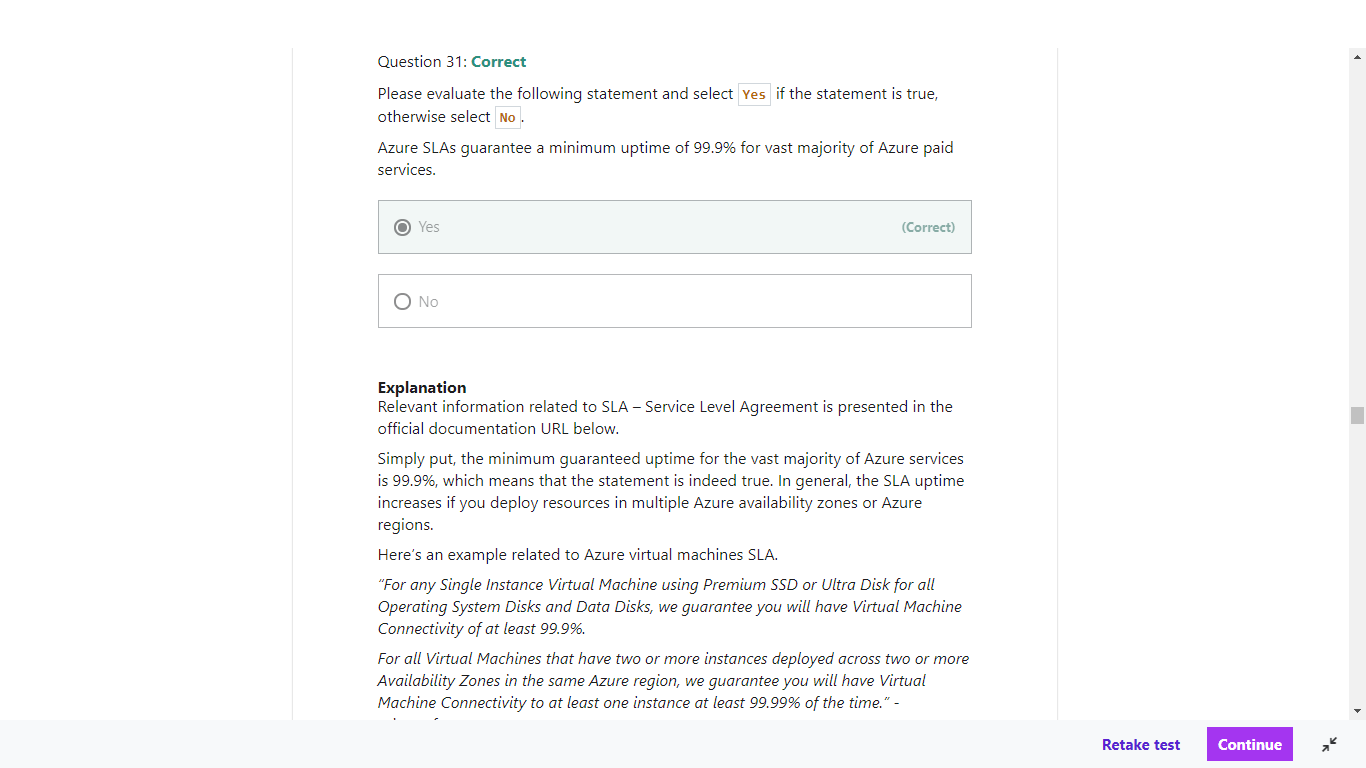 Question 31: Correct
Please evaluate the following statement and select Yes if the statement is true,
otherwise select No.
Azure SLAs guarantee a minimum uptime of 99.9% for vast majority of Azure paid
services.
Yes (Correct)
No
Explanation
Relevant information related to SLA – Service Level Agreement is presented in the
official documentation URL below.
Simply put, the minimum guaranteed uptime for the vast majority of Azure services
is 99.9%, which means that the statement is indeed true. In general, the SLA uptime
increases if you deploy resources in multiple Azure availability zones or Azure
regions.
Here’s an example related to Azure virtual machines SLA.
“For any Single Instance Virtual Machine using Premium SSD or Ultra Disk for all
Operating System Disks and Data Disks, we guarantee you will have Virtual Machine
Connectivity of at least 99.9%.
For all Virtual Machines that have two or more instances deployed across two or more
Availability Zones in the same Azure region, we guarantee you will have Virtual
Machine Connectivity to at least one instance at least 99.99% of the time.” -
Retake test Continue